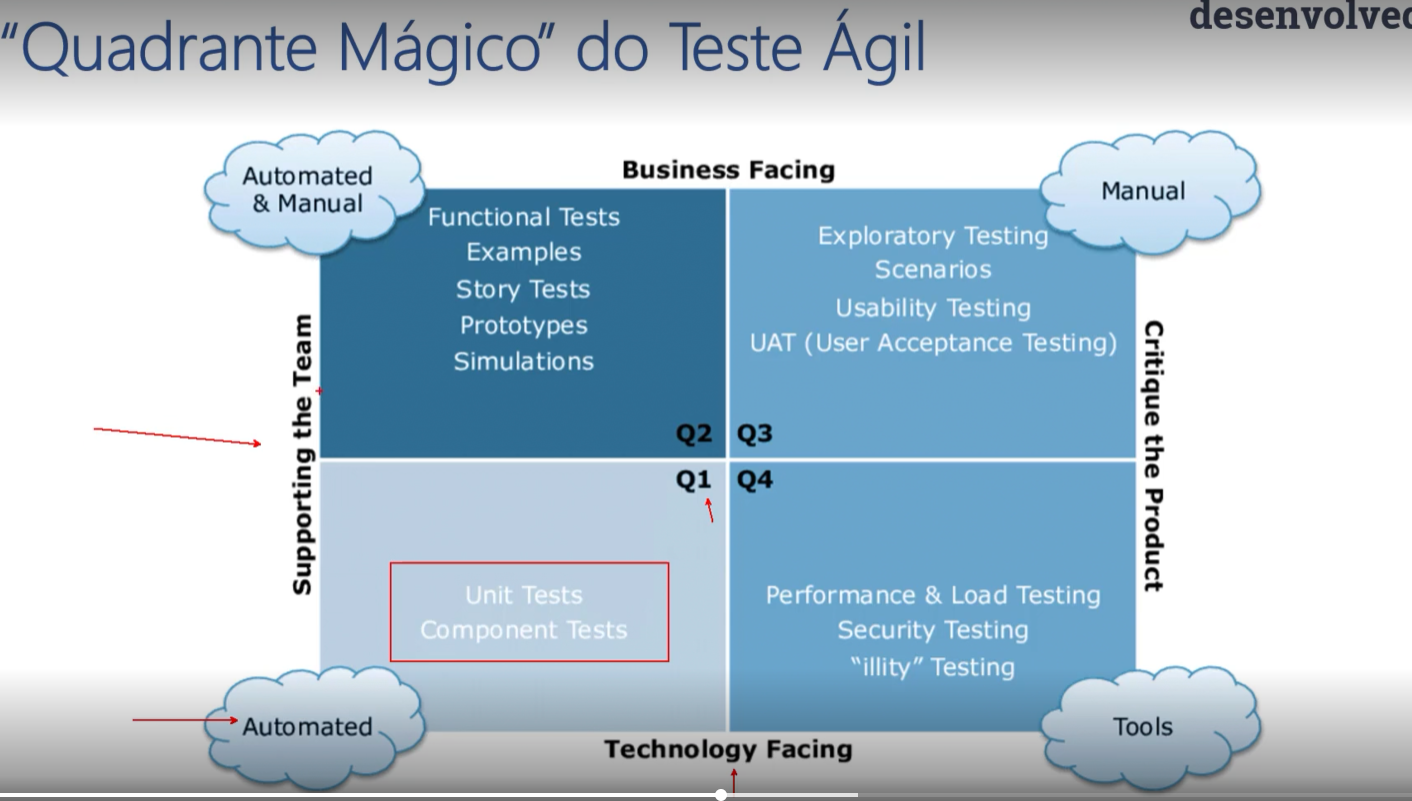 desenvolved
“Quadrante Mágico” do Teste Ágil
Automated
& Manual
Business Facing
Manual
Functional Tests
Examples
Story Tests
Prototypes
Simulations
Exploratory Testing
Scenarios
Usability Testing
UAT (User Acceptance Testing)
Supporting the Team
Critique the Product
Q2
Q3
Q1
Q4
Unit Tests
Component Tests
Performance & Load Testing
Security Testing
“illity” Testing
Automated
Tools
Technology Facing